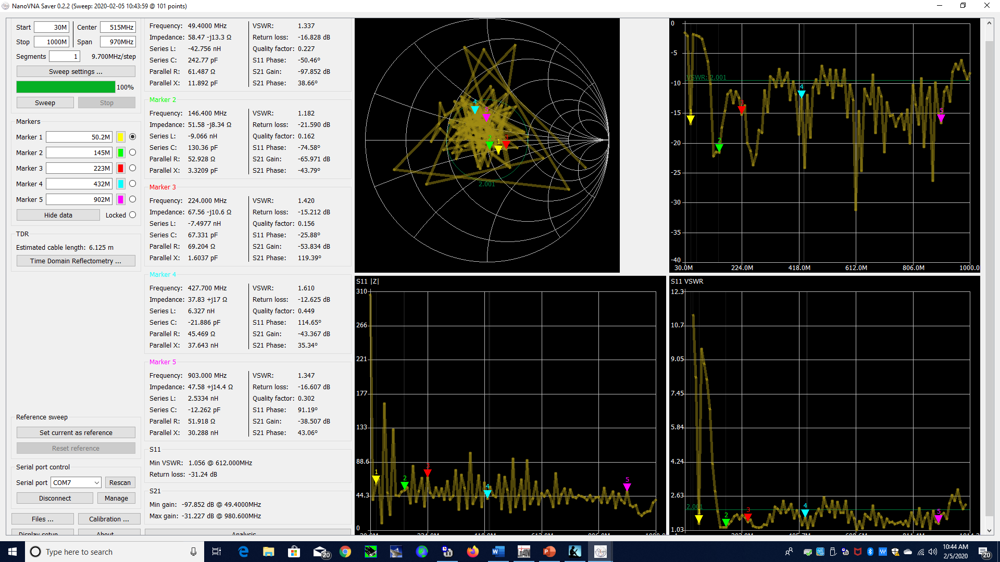 NanoVNA Saver 0.2.2 (Sweep: 2020-02-05 10:43:59 @ 101 points)
Start 30M Center 515MHz
Stop 1000M Span 970MHz
Segments 1 9.700MHz/step
Sweep settings ...
100%
Sweep Stop
Markers
Marker 1 50.2M
Marker 2 145M
Marker 3 223M
Marker 4 432M
Marker 5 902M
Hide data Locked
TDR
Estimated cable length: 6.125 m
Time Domain Reflectometry ...
Reference sweep
Set current as reference
Reset reference
Serial port control
Serial port COM7 Rescan
Disconnect Manage
Files ... Calibration ...
Display setup ... About ...
Frequency: 49.4000 MHz VSWR: 1.337
Impedance: 58.47 -j13.3 Ω Return loss: -16.828 dB
Series L: -42.756 nH Quality factor: 0.227
Series C: 242.77 pF S11 Phase: -50.46°
Parallel R: 61.487 Ω S21 Gain: -97.852 dB
Parallel X: 11.892 pF S21 Phase: 38.66°
Marker 2
Frequency: 146.400 MHz VSWR: 1.182
Impedance: 51.58 -j8.34 Ω Return loss: -21.590 dB
Series L: -9.066 nH Quality factor: 0.162
Series C: 130.36 pF S11 Phase: -74.58°
Parallel R: 52.928 Ω S21 Gain: -65.971 dB
Parallel X: 3.3209 pF S21 Phase: -43.79°
Marker 3
Frequency: 224.000 MHz VSWR: 1.420
Impedance: 67.56 -j10.6 Ω Return loss: -15.212 dB
Series L: -7.4977 nH Quality factor: 0.156
Series C: 67.331 pF S11 Phase: -25.88°
Parallel R: 69.204 Ω S21 Gain: -53.834 dB
Parallel X: 1.6037 pF S21 Phase: 119.39°
Marker 4
Frequency: 427.700 MHz VSWR: 1.610
Impedance: 37.83 +j17 Ω Return loss: -12.625 dB
Series L: 6.327 nH Quality factor: 0.449
Series C: -21.886 pF S11 Phase: 114.65°
Parallel R: 45.469 Ω S21 Gain: -43.367 dB
Parallel X: 37.643 nH S21 Phase: 35.34°
Marker 5
Frequency: 903.000 MHz VSWR: 1.347
Impedance: 47.58 +j14.4 Ω Return loss: -16.607 dB
Series L: 2.5334 nH Quality factor: 0.302
Series C: -12.262 pF S11 Phase: 91.19°
Parallel R: 51.918 Ω S21 Gain: -38.507 dB
Parallel X: 30.288 nH S21 Phase: 43.06°
S11
Min VSWR: 1.056 @ 612.000MHz
Return loss: -31.24 dB
S21
Min gain: -97.852 dB @ 49.4000MHz
Max gain: -31.227 dB @ 980.600MHz
Analysis ...
4
5
2
1
3
2.001
0
-5
VSWR: 2.001
-10
-15
-20
-25
-30
-35
-40
1
2
3
4
5
30.0M 224.0M 418.0M 612.0M 806.0M 1000.0
S11 |Z|
310
266
221
177
133
88.6
44.3
0
1
2
3
4
5
S11 VSWR
12.3
10.7
9.05
7.45
5.84
4.24
2.63
2.001
1.03
1
2
3
4
5
Type here to search
20
10:44 AM
2/5/2020
20